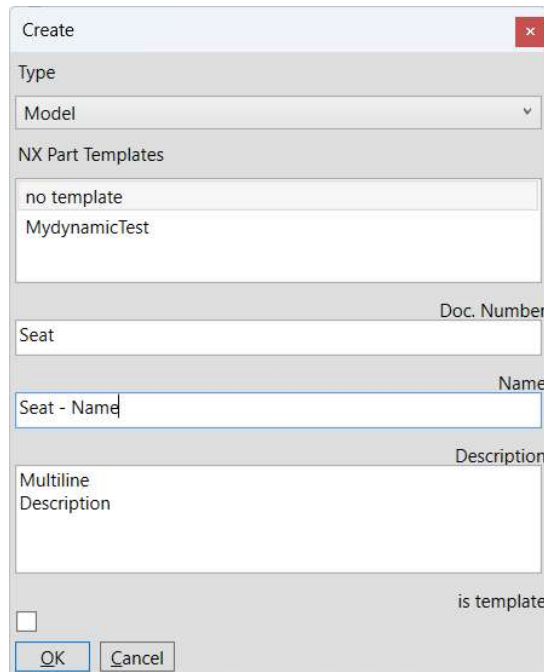 Create
Type
Model
NX Part Templates
no template
MydynamicTest
Doc. Number
Seat
Name
Seat - Name
Description
Multiline
Description
is template
OK Cancel